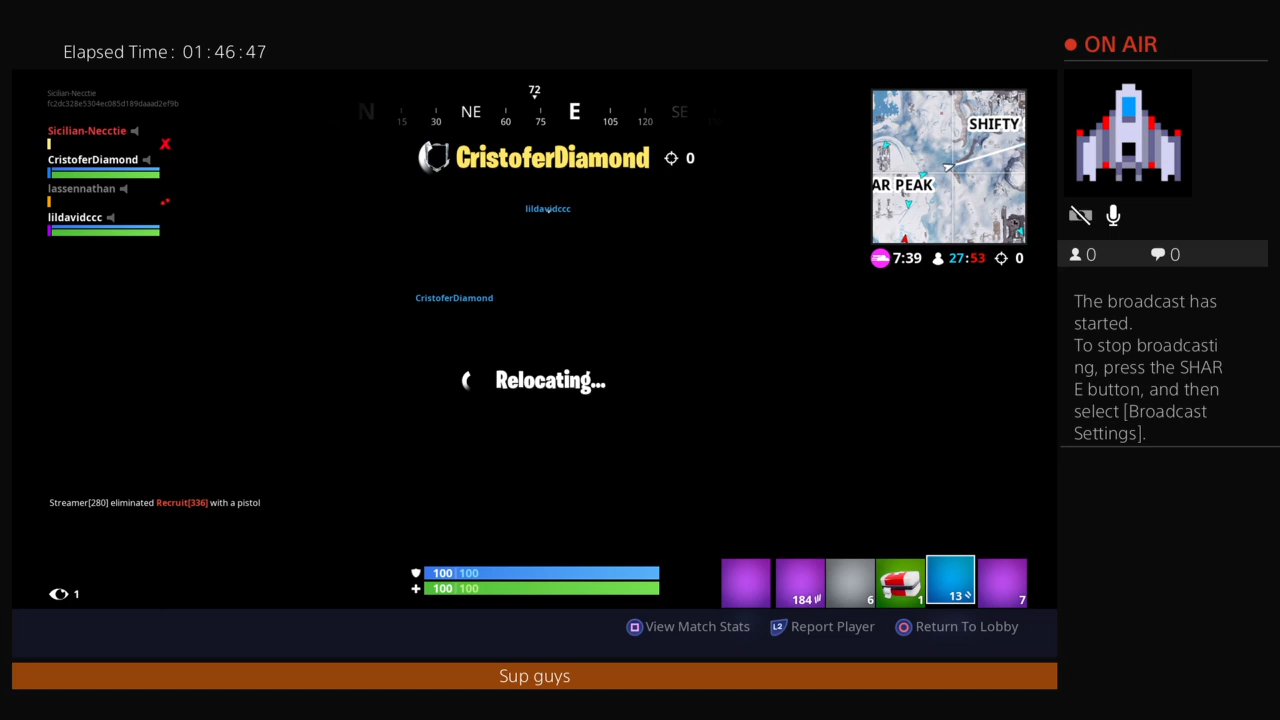 Elapsed Time: 01:46:47
ON AIR
Sicilian-Necctie
fc2dc328e5304ec085d189daaad2ef9b
Sicilian-Necctie
CristoferDiamond
lassennathan
lildavidccc
72
N 15 30 NE 60 75 E 105 120 SE
CristoferDiamond 0
lildavidccc
CristoferDiamond
Relocating...
SHIFTY
AR PEAK
7:39 27:53 0
0 0
The broadcast has
started.
To stop broadcasti
ng, press the SHAR
E button, and then
select [Broadcast
Settings].
Streamer[280] eliminated Recruit[336] with a pistol
100 100
100 100
184 6 1 13 7
1
View Match Stats L2 Report Player Return To Lobby
Sup guys